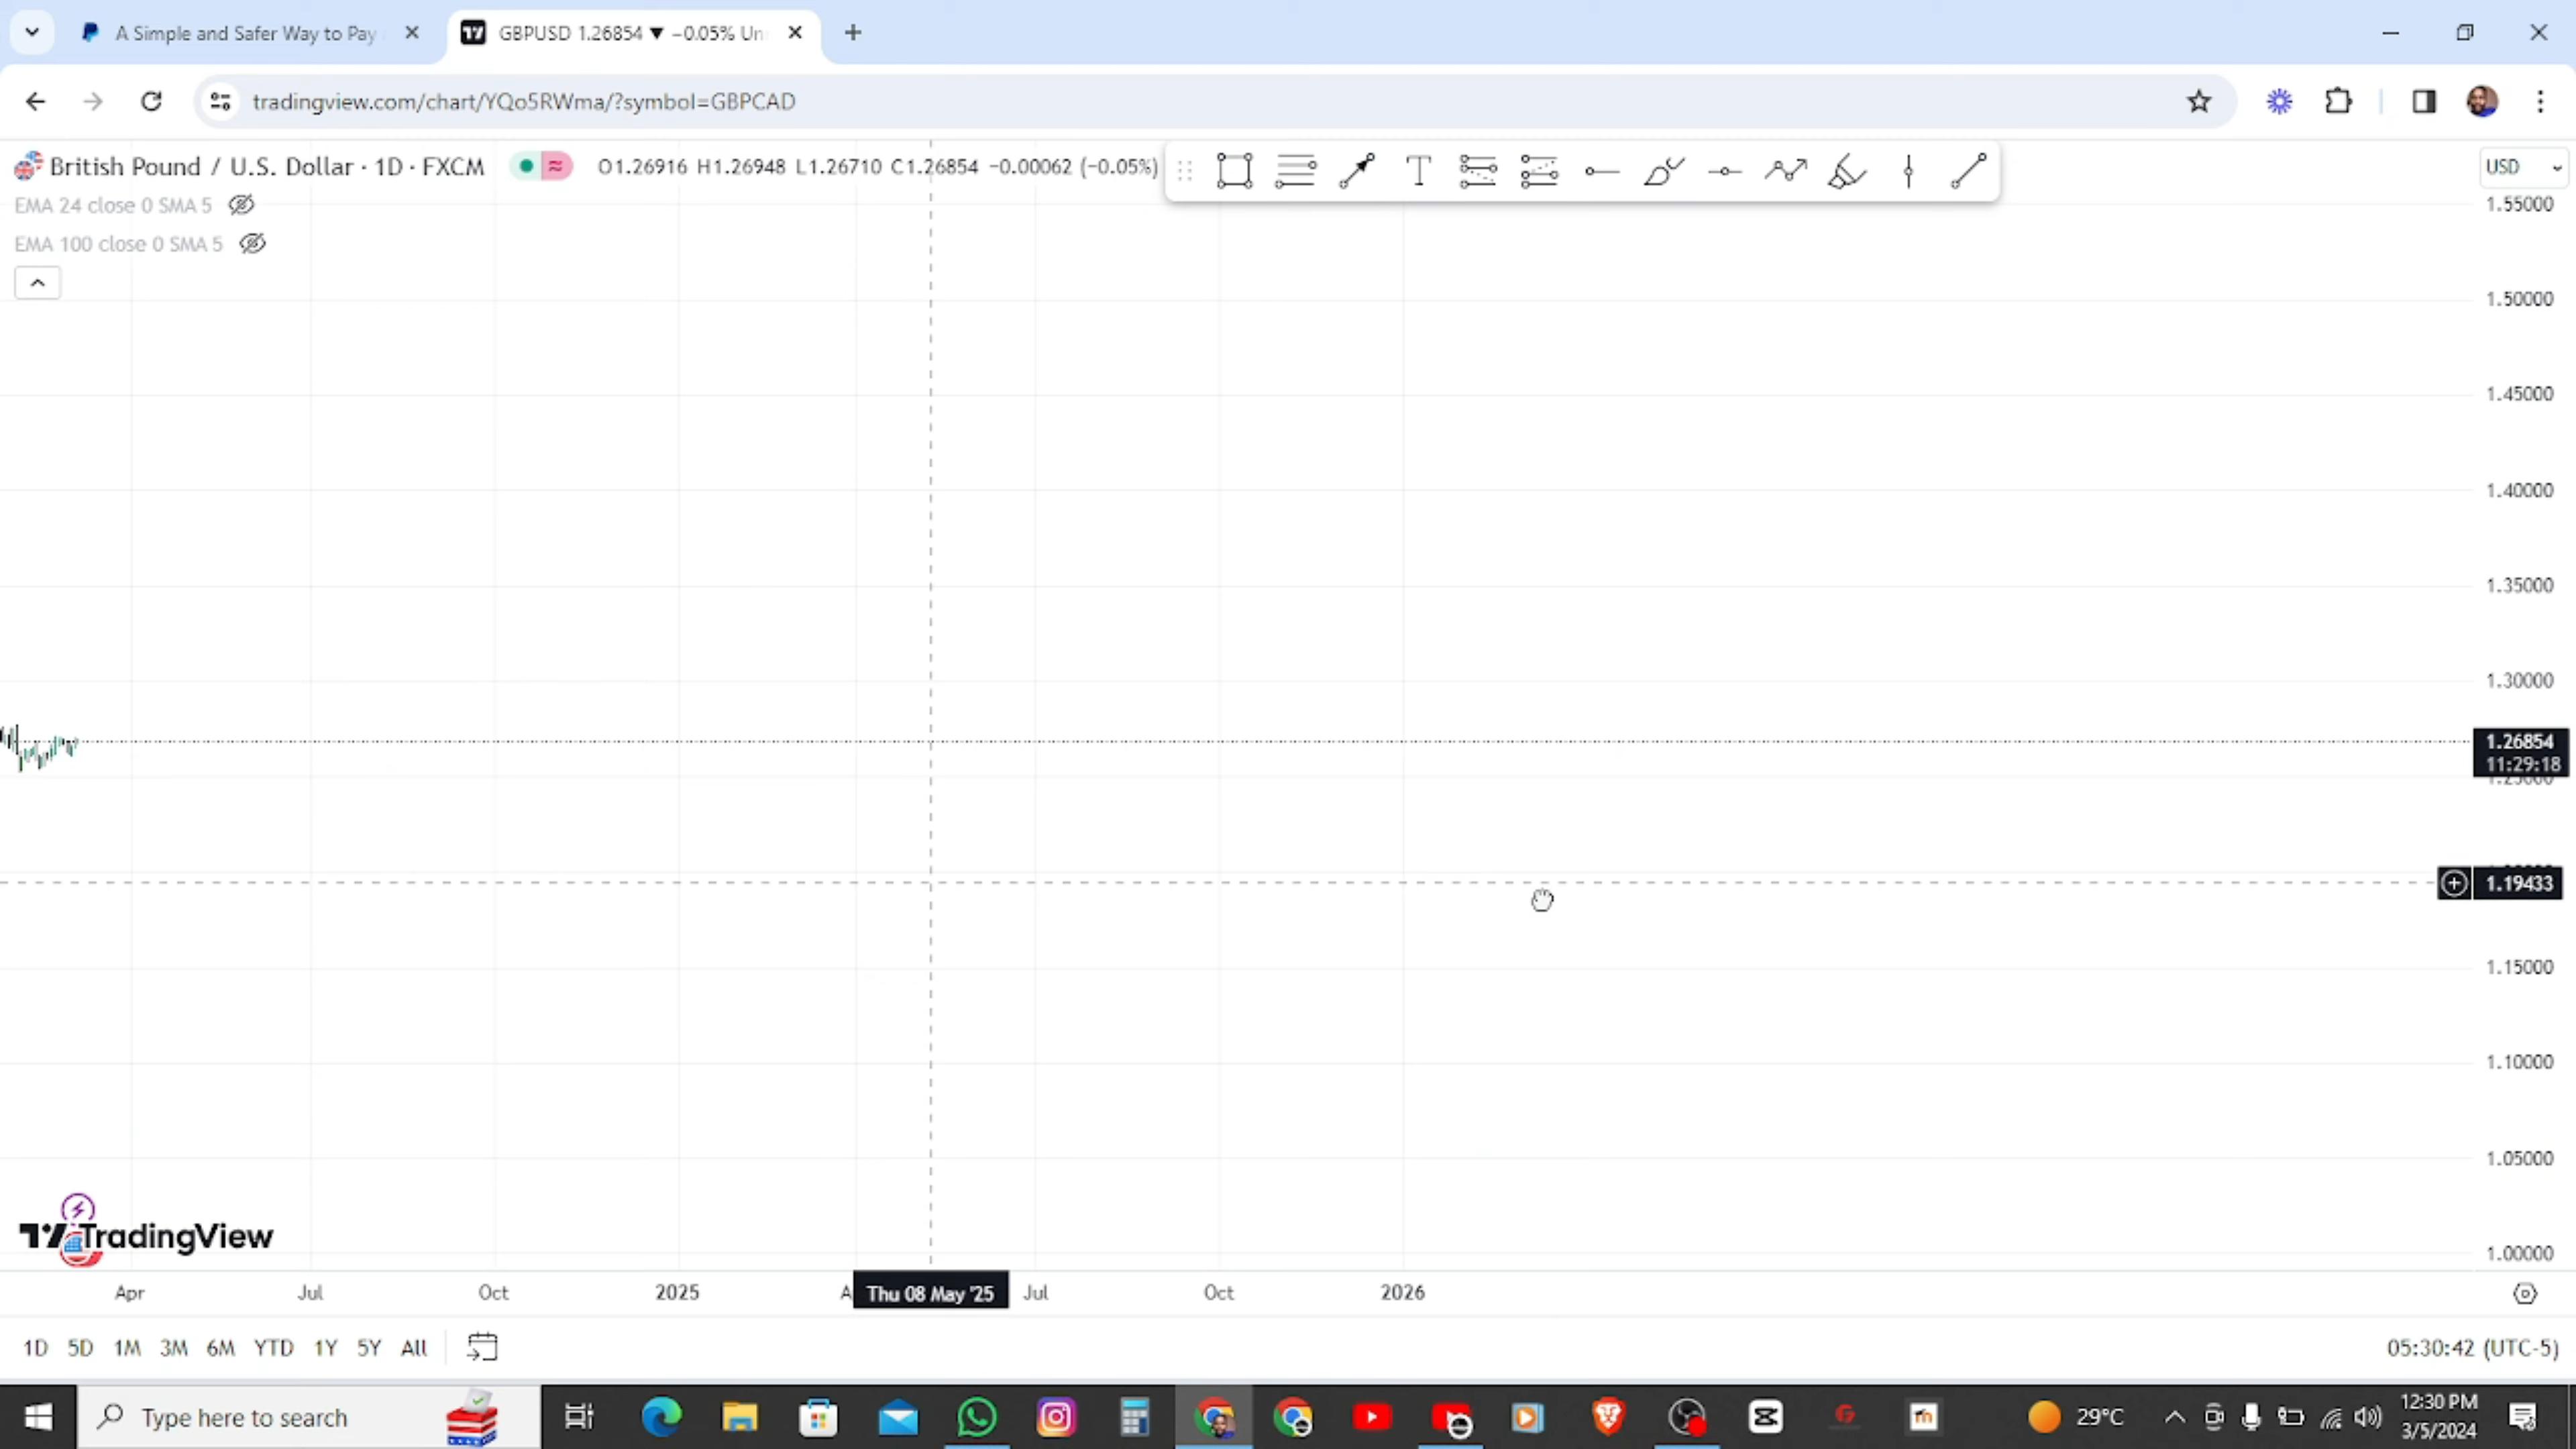 A Simple and Safer Way to Pay
GBPUSD 1.26854 ▼ −0.05% Un
tradingview.com/chart/YQo5RWma/?symbol=GBPCAD
British Pound / U.S. Dollar · 1D · FXCM
O1.26916 H1.26948 L1.26710 C1.26854 −0.00062 (−0.05%)
USD
EMA 24 close 0 SMA 5
EMA 100 close 0 SMA 5
1.55000
1.50000
1.45000
1.40000
1.35000
1.30000
1.26854
11:29:18
1.19433
1.15000
1.10000
1.05000
1.00000
TradingView
Apr Jul Oct 2025 A Thu 08 May '25 Jul Oct 2026
1D 5D 1M 3M 6M YTD 1Y 5Y All
05:30:42 (UTC-5)
Type here to search
29°C
12:30 PM
3/5/2024